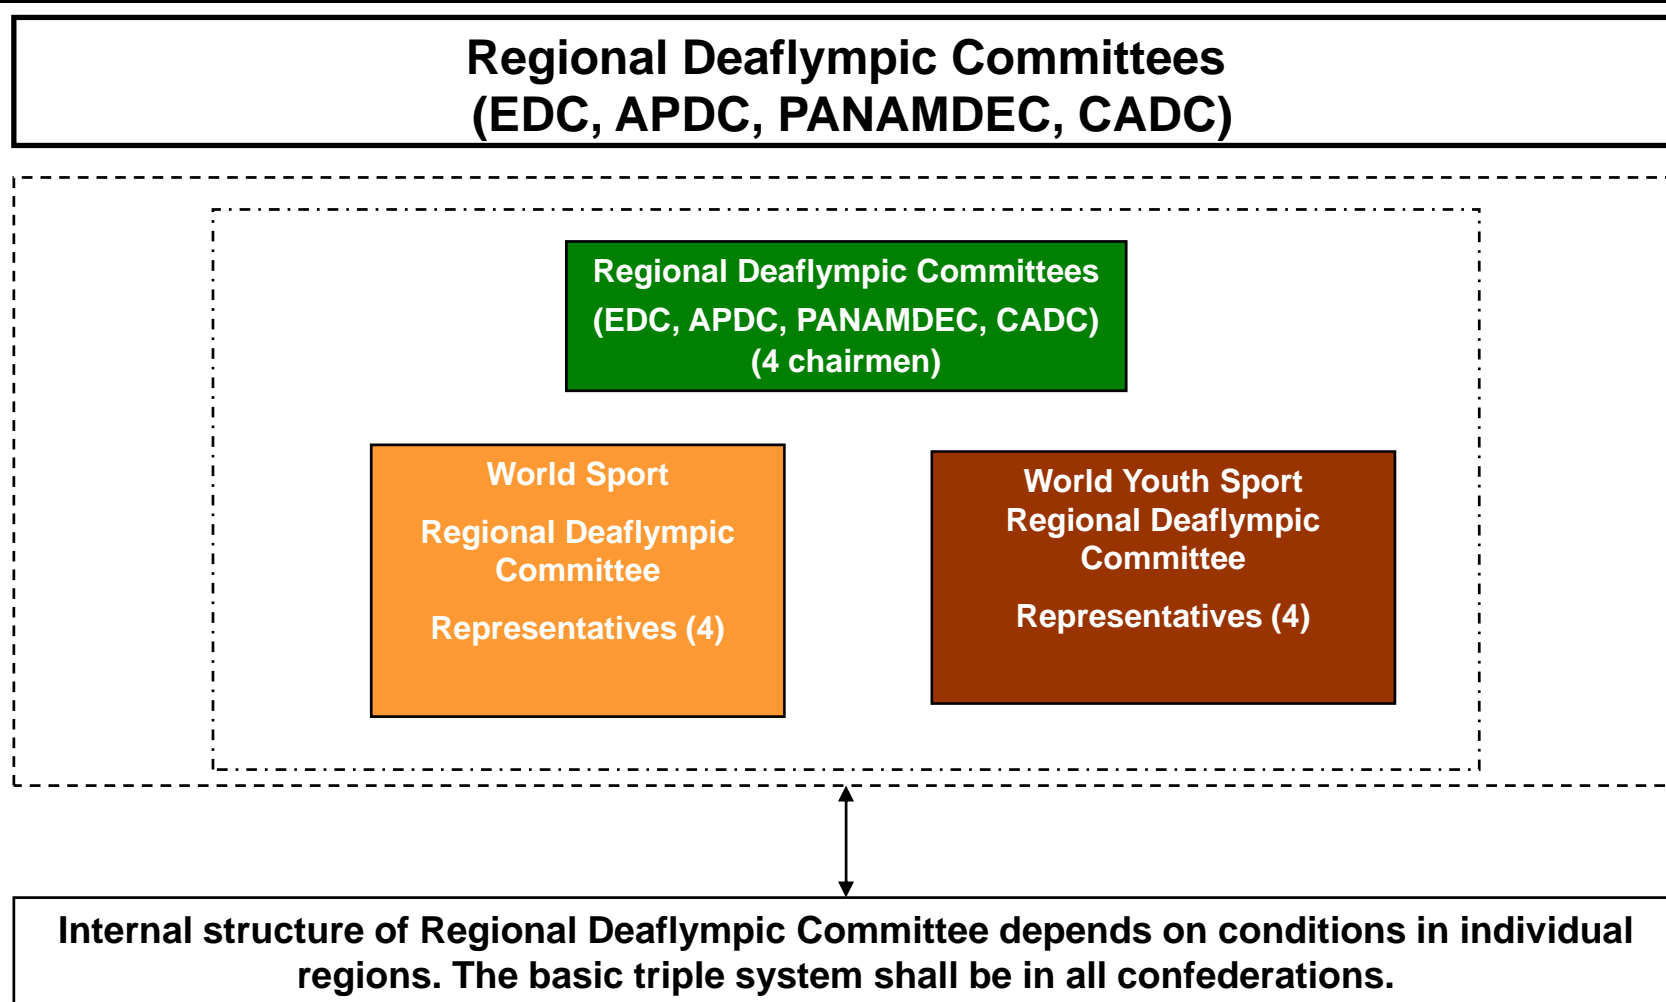 Regional Deaflympic Committees
(EDC, APDC, PANAMDEC, CADC)
Regional Deaflympic Committees
(EDC, APDC, PANAMDEC, CADC)
(4 chairmen)
World Sport
Regional Deaflympic
Committee
Representatives (4)
World Youth Sport
Regional Deaflympic
Committee
Representatives (4)
Internal structure of Regional Deaflympic Committee depends on conditions in individual
regions. The basic triple system shall be in all confederations.